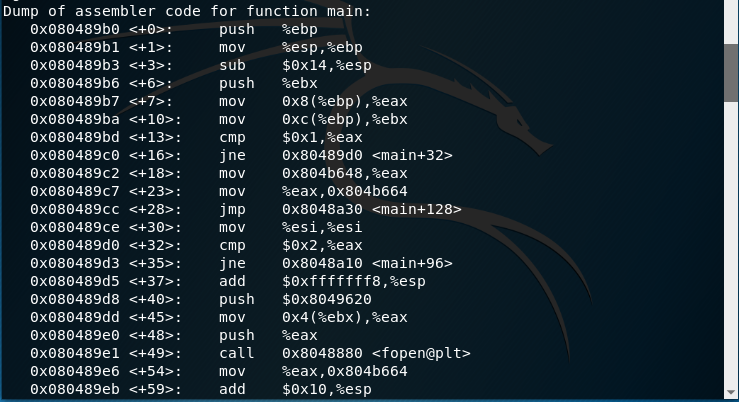 Dump of assembler code for function main:
   0x080489b0 <+0>:     push   %ebp
   0x080489b1 <+1>:     mov    %esp,%ebp
   0x080489b3 <+3>:     sub    $0x14,%esp
   0x080489b6 <+6>:     push   %ebx
   0x080489b7 <+7>:     mov    0x8(%ebp),%eax
   0x080489ba <+10>:    mov    0xc(%ebp),%ebx
   0x080489bd <+13>:    cmp    $0x1,%eax
   0x080489c0 <+16>:    jne    0x80489d0 <main+32>
   0x080489c2 <+18>:    mov    0x804b648,%eax
   0x080489c7 <+23>:    mov    %eax,0x804b664
   0x080489cc <+28>:    jmp    0x8048a30 <main+128>
   0x080489ce <+30>:    mov    %esi,%esi
   0x080489d0 <+32>:    cmp    $0x2,%eax
   0x080489d3 <+35>:    jne    0x8048a10 <main+96>
   0x080489d5 <+37>:    add    $0xfffffff8,%esp
   0x080489d8 <+40>:    push   $0x8049620
   0x080489dd <+45>:    mov    0x4(%ebx),%eax
   0x080489e0 <+48>:    push   %eax
   0x080489e1 <+49>:    call   0x8048880 <fopen@plt>
   0x080489e6 <+54>:    mov    %eax,0x804b664
   0x080489eb <+59>:    add    $0x10,%esp